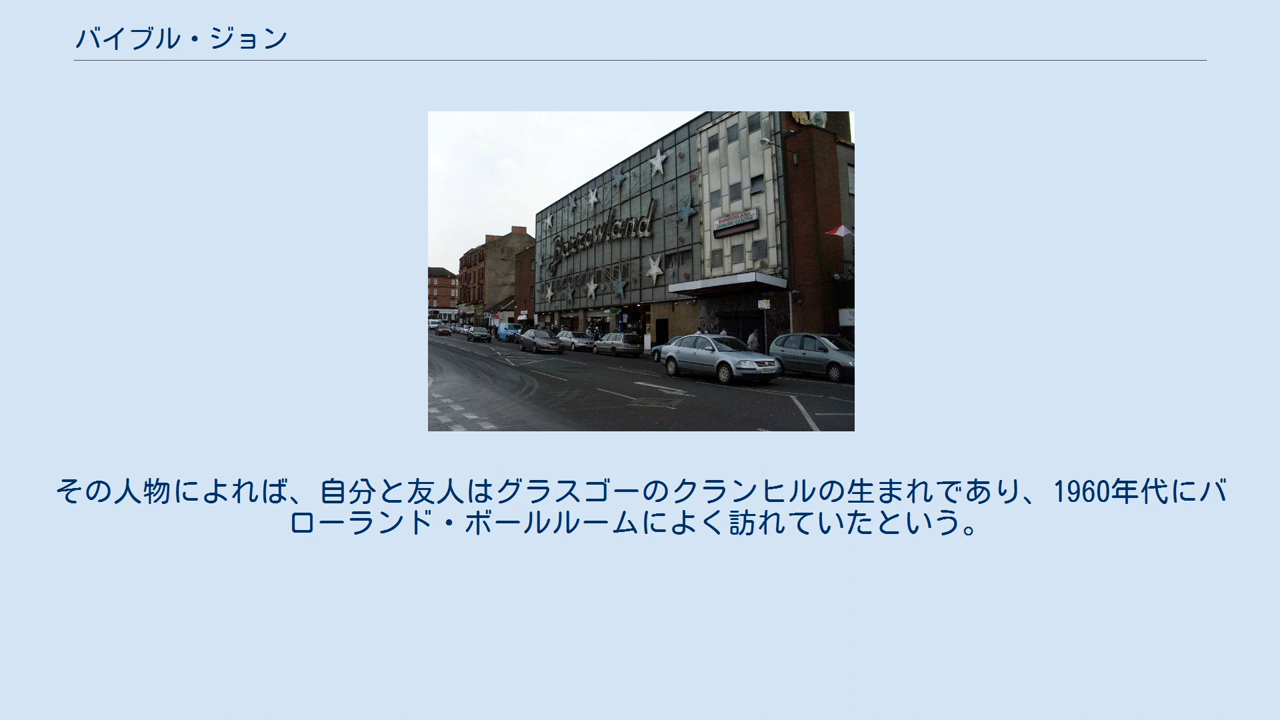 バイブル・ジョン
Barrowland
その人物によれば、自分と友人はグラスゴーのクランヒルの生まれであり、1960年代にバ
ローランド・ボールルームによく訪れていたという。